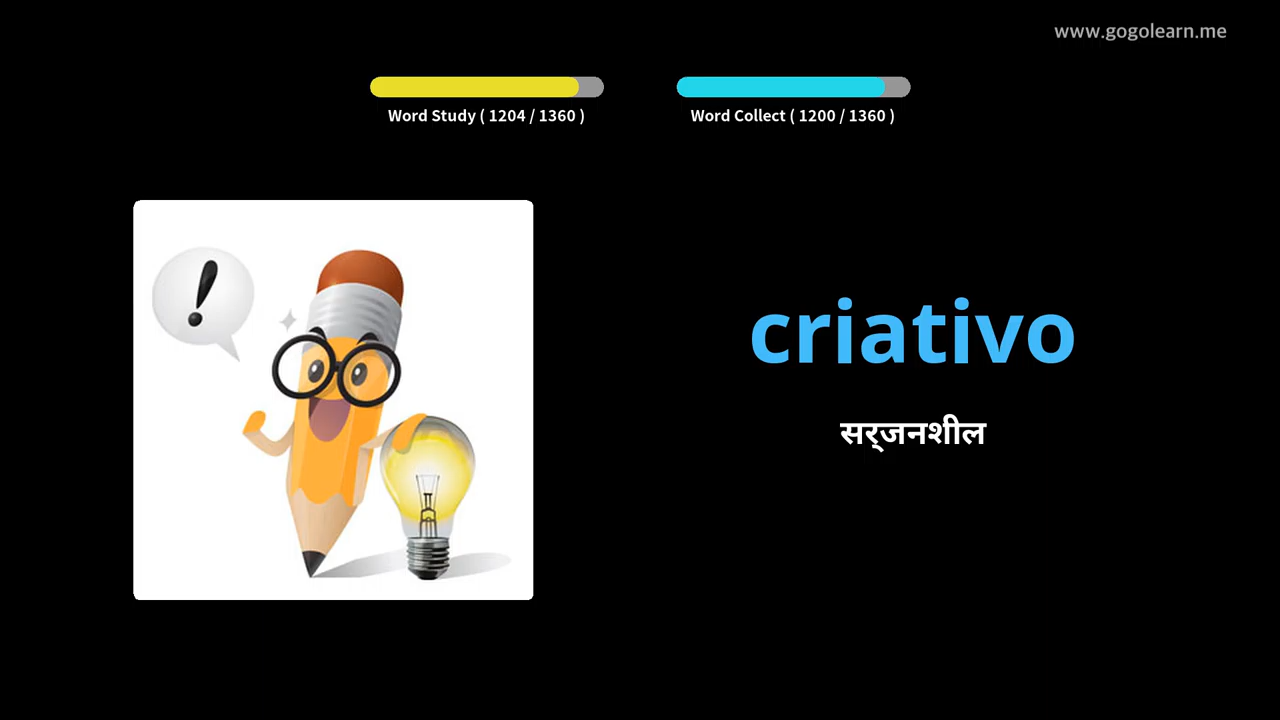 www.gogolearn.me
Word Study ( 1204 / 1360 )
Word Collect ( 1200 / 1360 )
!
criativo
सर्‌जनशील